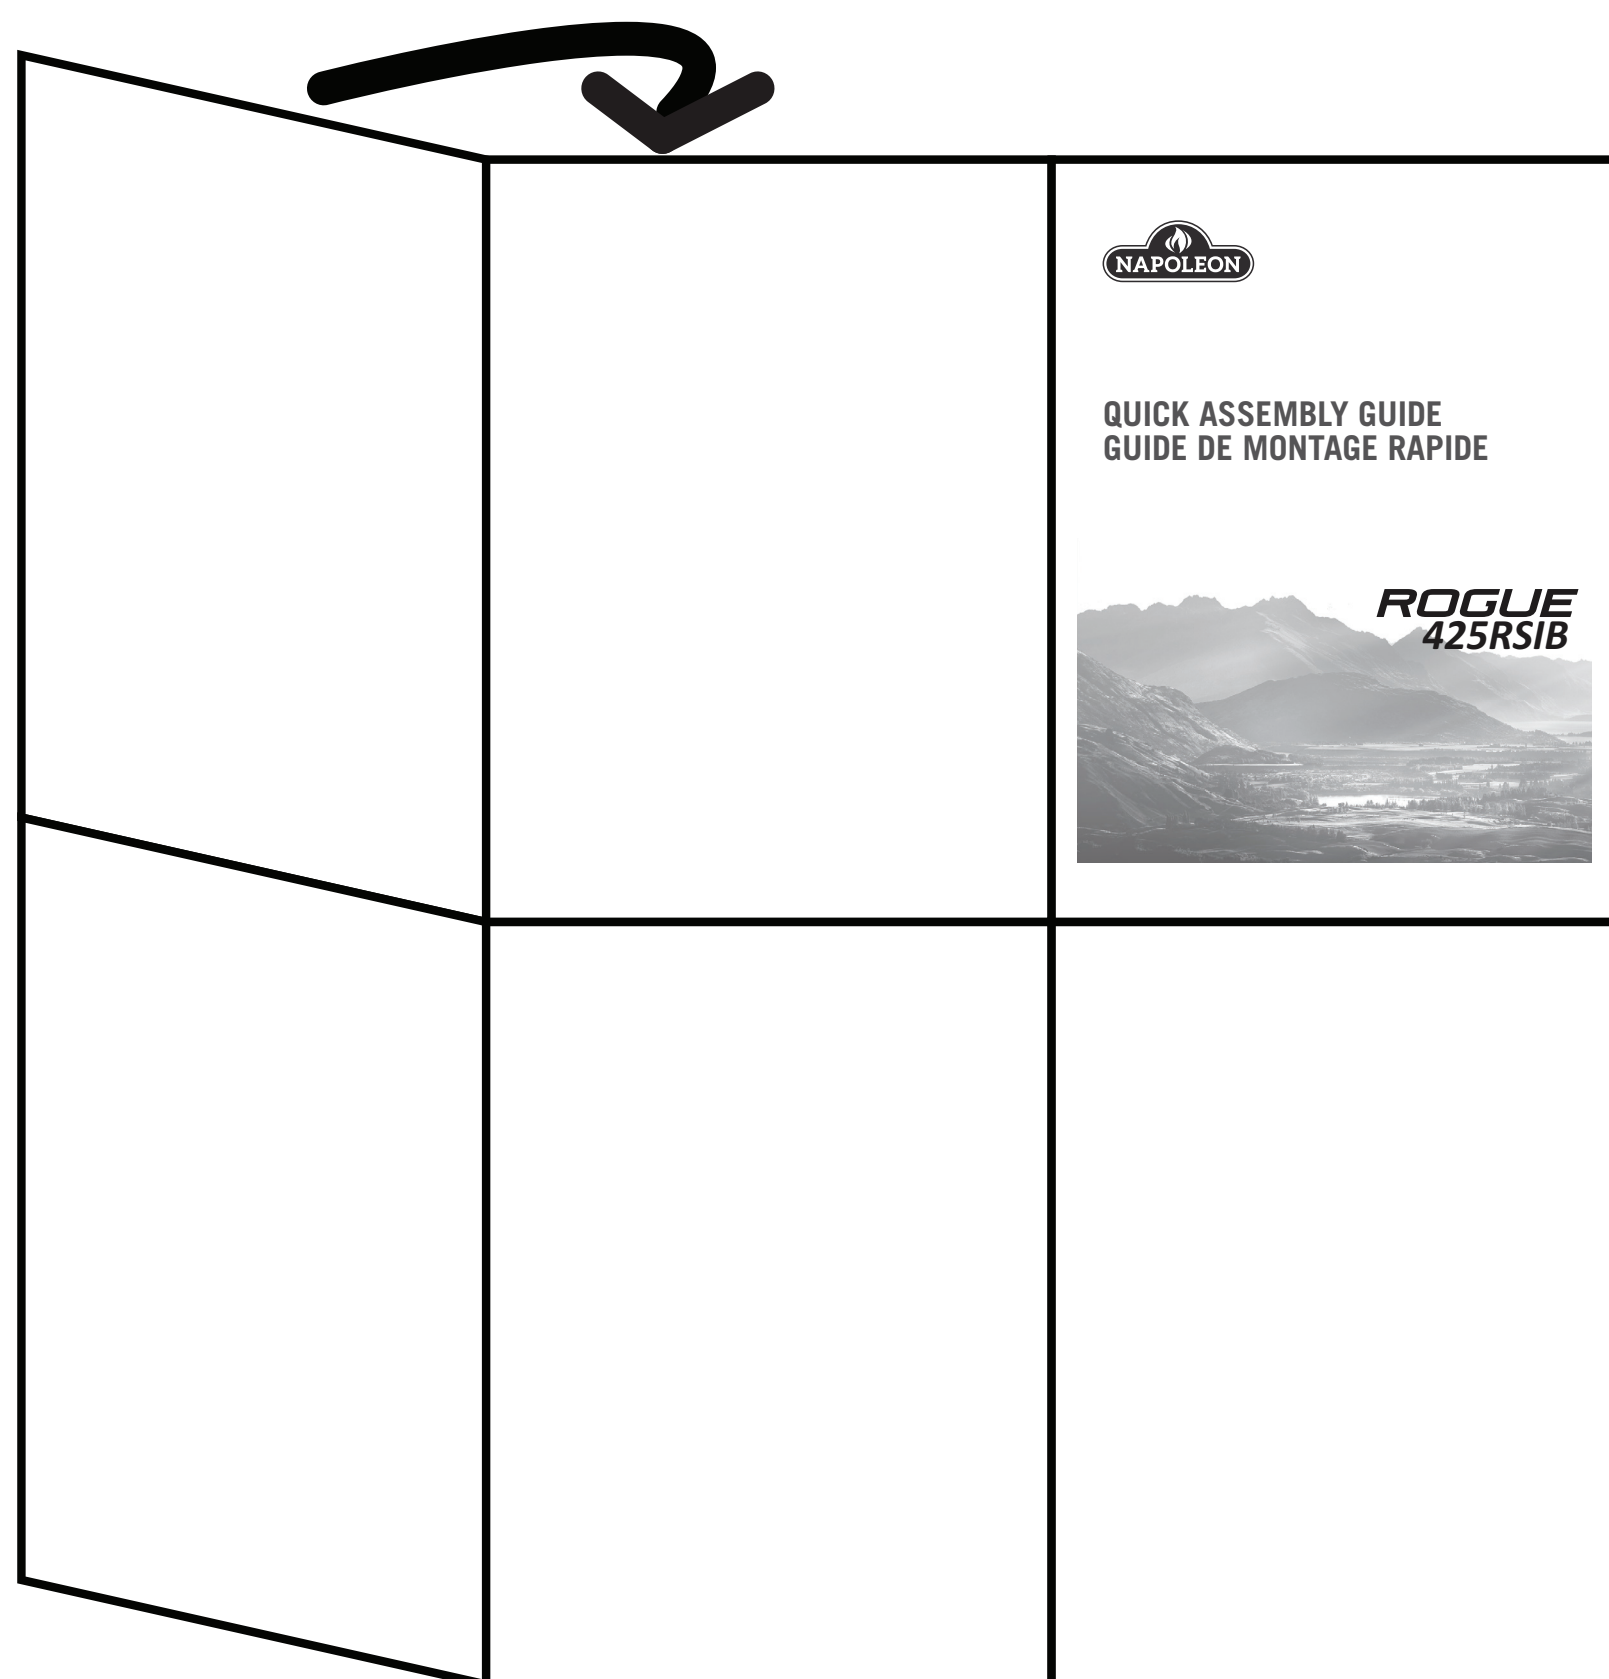 NAPOLEON
QUICK ASSEMBLY GUIDE
GUIDE DE MONTAGE RAPIDE
ROGUE
425RSIB